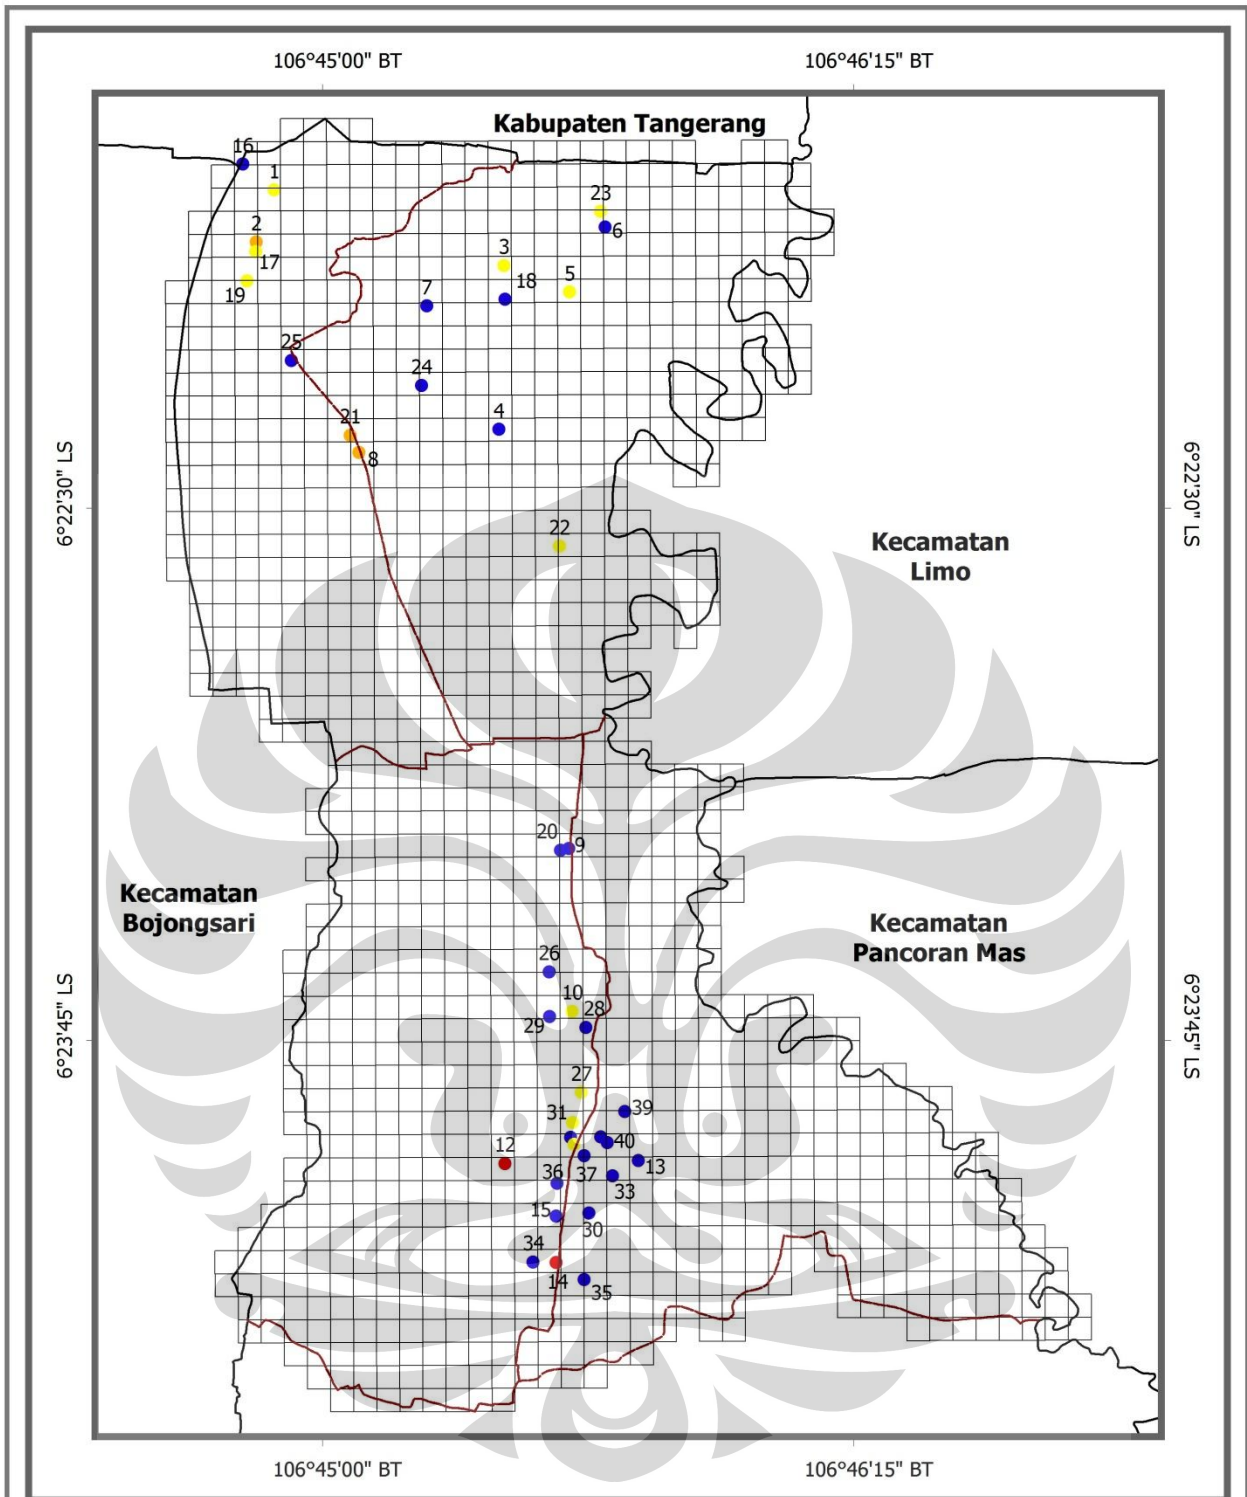 106°45'00" BT
106°46'15" BT
Kabupaten Tangerang
16
1
23
2
6
17
3
19
18
5
7
25
24
21
4
8
6°22'30" LS
6°22'30" LS
22
Kecamatan
Limo
20
9
Kecamatan
Bojongsari
Kecamatan
Pancoran Mas
26
10
28
29
6°23'45" LS
6°23'45" LS
27
39
31
40
12
37
13
36
33
15
30
34
14
35
106°45'00" BT
106°46'15" BT